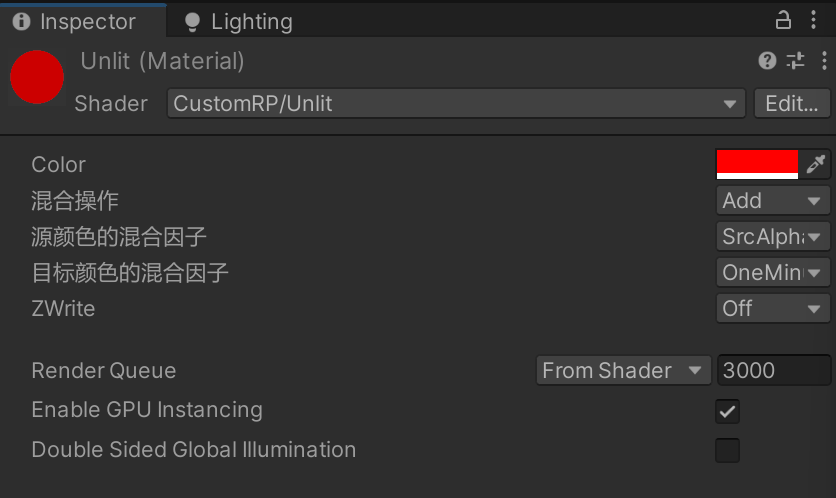 Inspector Lighting
Unlit (Material)
Shader CustomRP/Unlit Edit...
Color
混合操作 Add
源颜色的混合因子 SrcAlpha
目标颜色的混合因子 OneMin
ZWrite Off
Render Queue From Shader 3000
Enable GPU Instancing
Double Sided Global Illumination